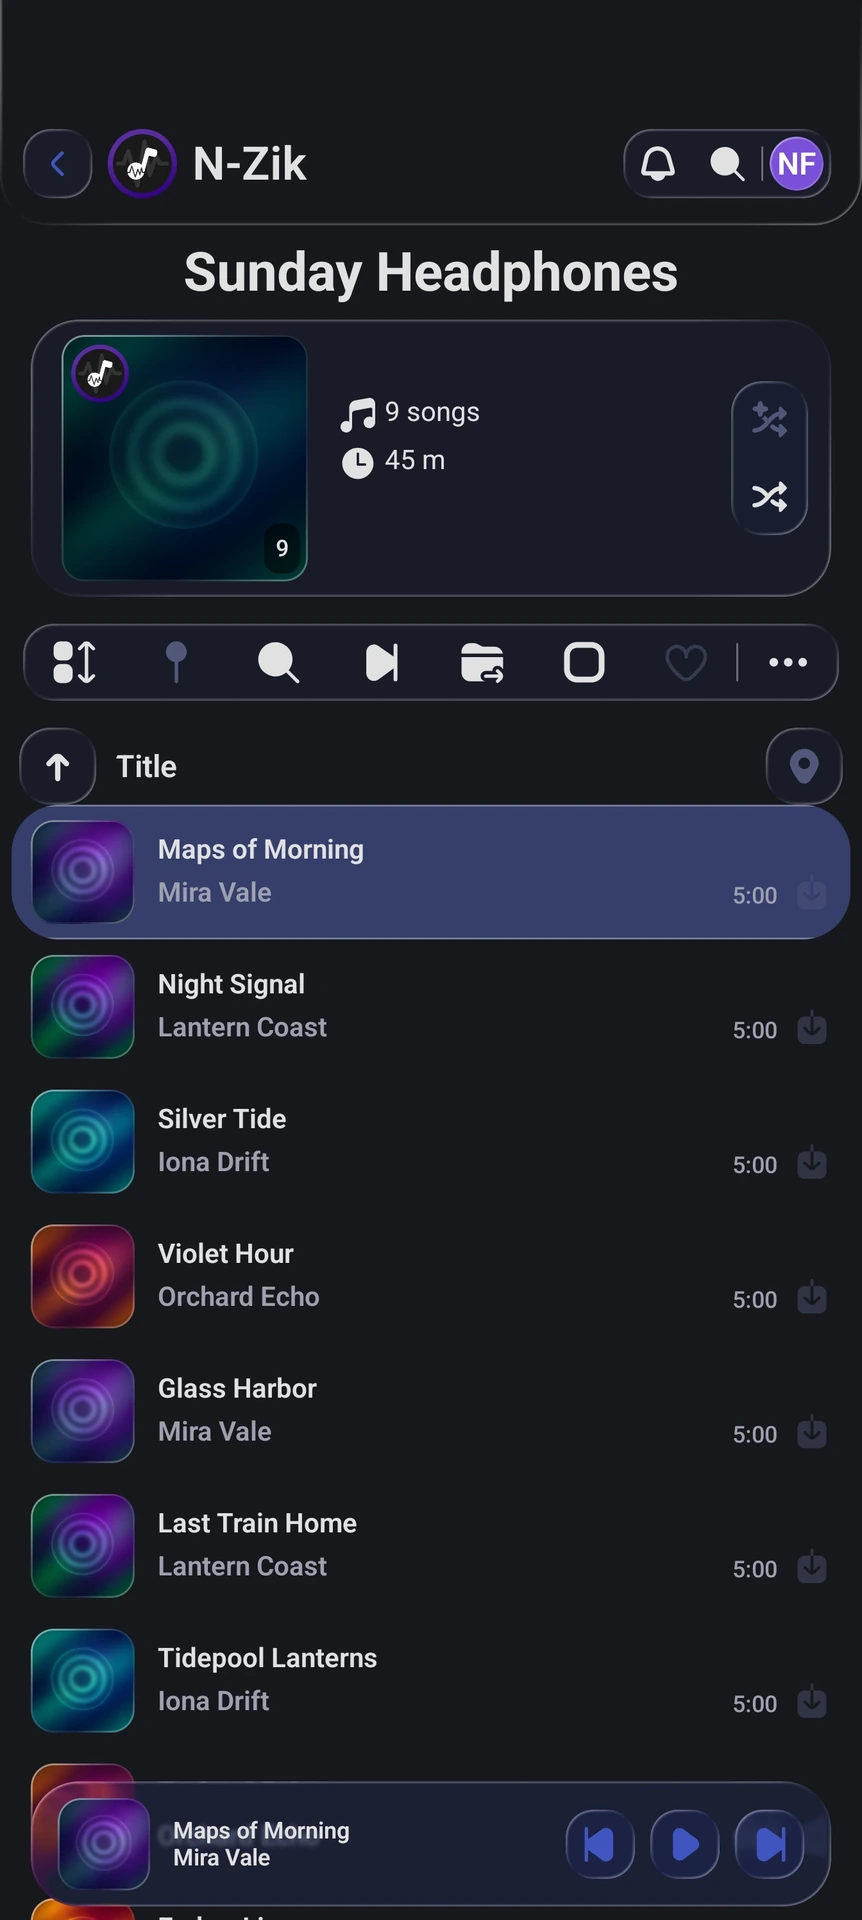 N-Zik
NF
Sunday Headphones
9 songs
45 m
9
Title
Maps of Morning
Mira Vale
5:00
Night Signal
Lantern Coast
5:00
Silver Tide
Iona Drift
5:00
Violet Hour
Orchard Echo
5:00
Glass Harbor
Mira Vale
5:00
Last Train Home
Lantern Coast
5:00
Tidepool Lanterns
Iona Drift
5:00
Maps of Morning
Mira Vale